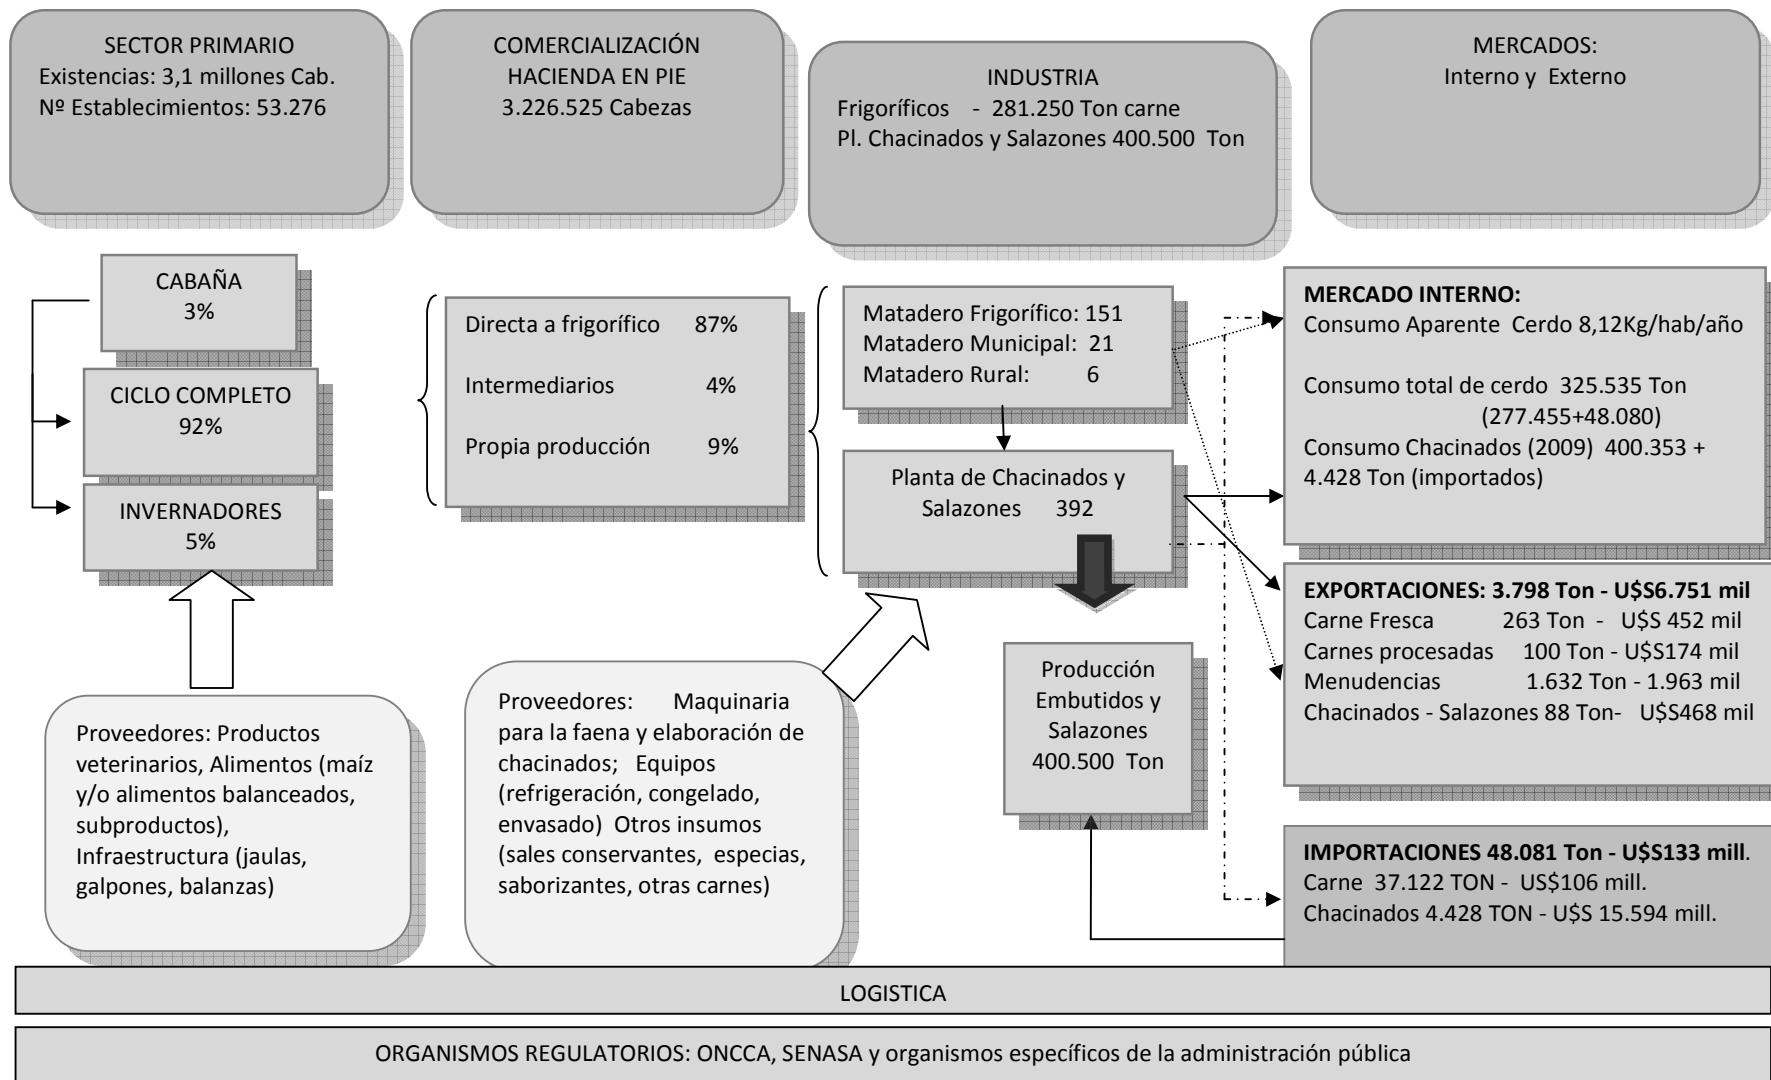 SECTOR PRIMARIO
Existencias: 3,1 millones Cab.
Nº Establecimientos: 53.276
COMERCIALIZACIÓN
HACIENDA EN PIE
3.226.525 Cabezas
INDUSTRIA
Frigoríficos - 281.250 Ton carne
Pl. Chacinados y Salazones 400.500 Ton
MERCADOS:
Interno y Externo
CABAÑA
3%
CICLO COMPLETO
92%
INVERNADORES
5%
Directa a frigorífico 87%
Intermediarios 4%
Propia producción 9%
Matadero Frigorífico: 151
Matadero Municipal: 21
Matadero Rural: 6
Planta de Chacinados y
Salazones 392
Producción
Embutidos y
Salazones
400.500 Ton
MERCADO INTERNO:
Consumo Aparente Cerdo 8,12Kg/hab/año
Consumo total de cerdo 325.535 Ton
(277.455+48.080)
Consumo Chacinados (2009) 400.353 +
4.428 Ton (importados)
EXPORTACIONES: 3.798 Ton - U$S6.751 mil
Carne Fresca 263 Ton - U$S 452 mil
Carnes procesadas 100 Ton - U$S174 mil
Menudencias 1.632 Ton - 1.963 mil
Chacinados - Salazones 88 Ton- U$S468 mil
IMPORTACIONES 48.081 Ton - U$S133 mill.
Carne 37.122 TON - US$106 mill.
Chacinados 4.428 TON - U$S 15.594 mill.
Proveedores: Productos
veterinarios, Alimentos (maíz
y/o alimentos balanceados,
subproductos),
Infraestructura (jaulas,
galpones, balanzas)
Proveedores: Maquinaria
para la faena y elaboración de
chacinados; Equipos
(refrigeración, congelado,
envasado) Otros insumos
(sales conservantes, especias,
saborizantes, otras carnes)
LOGISTICA
ORGANISMOS REGULATORIOS: ONCCA, SENASA y organismos específicos de la administración pública